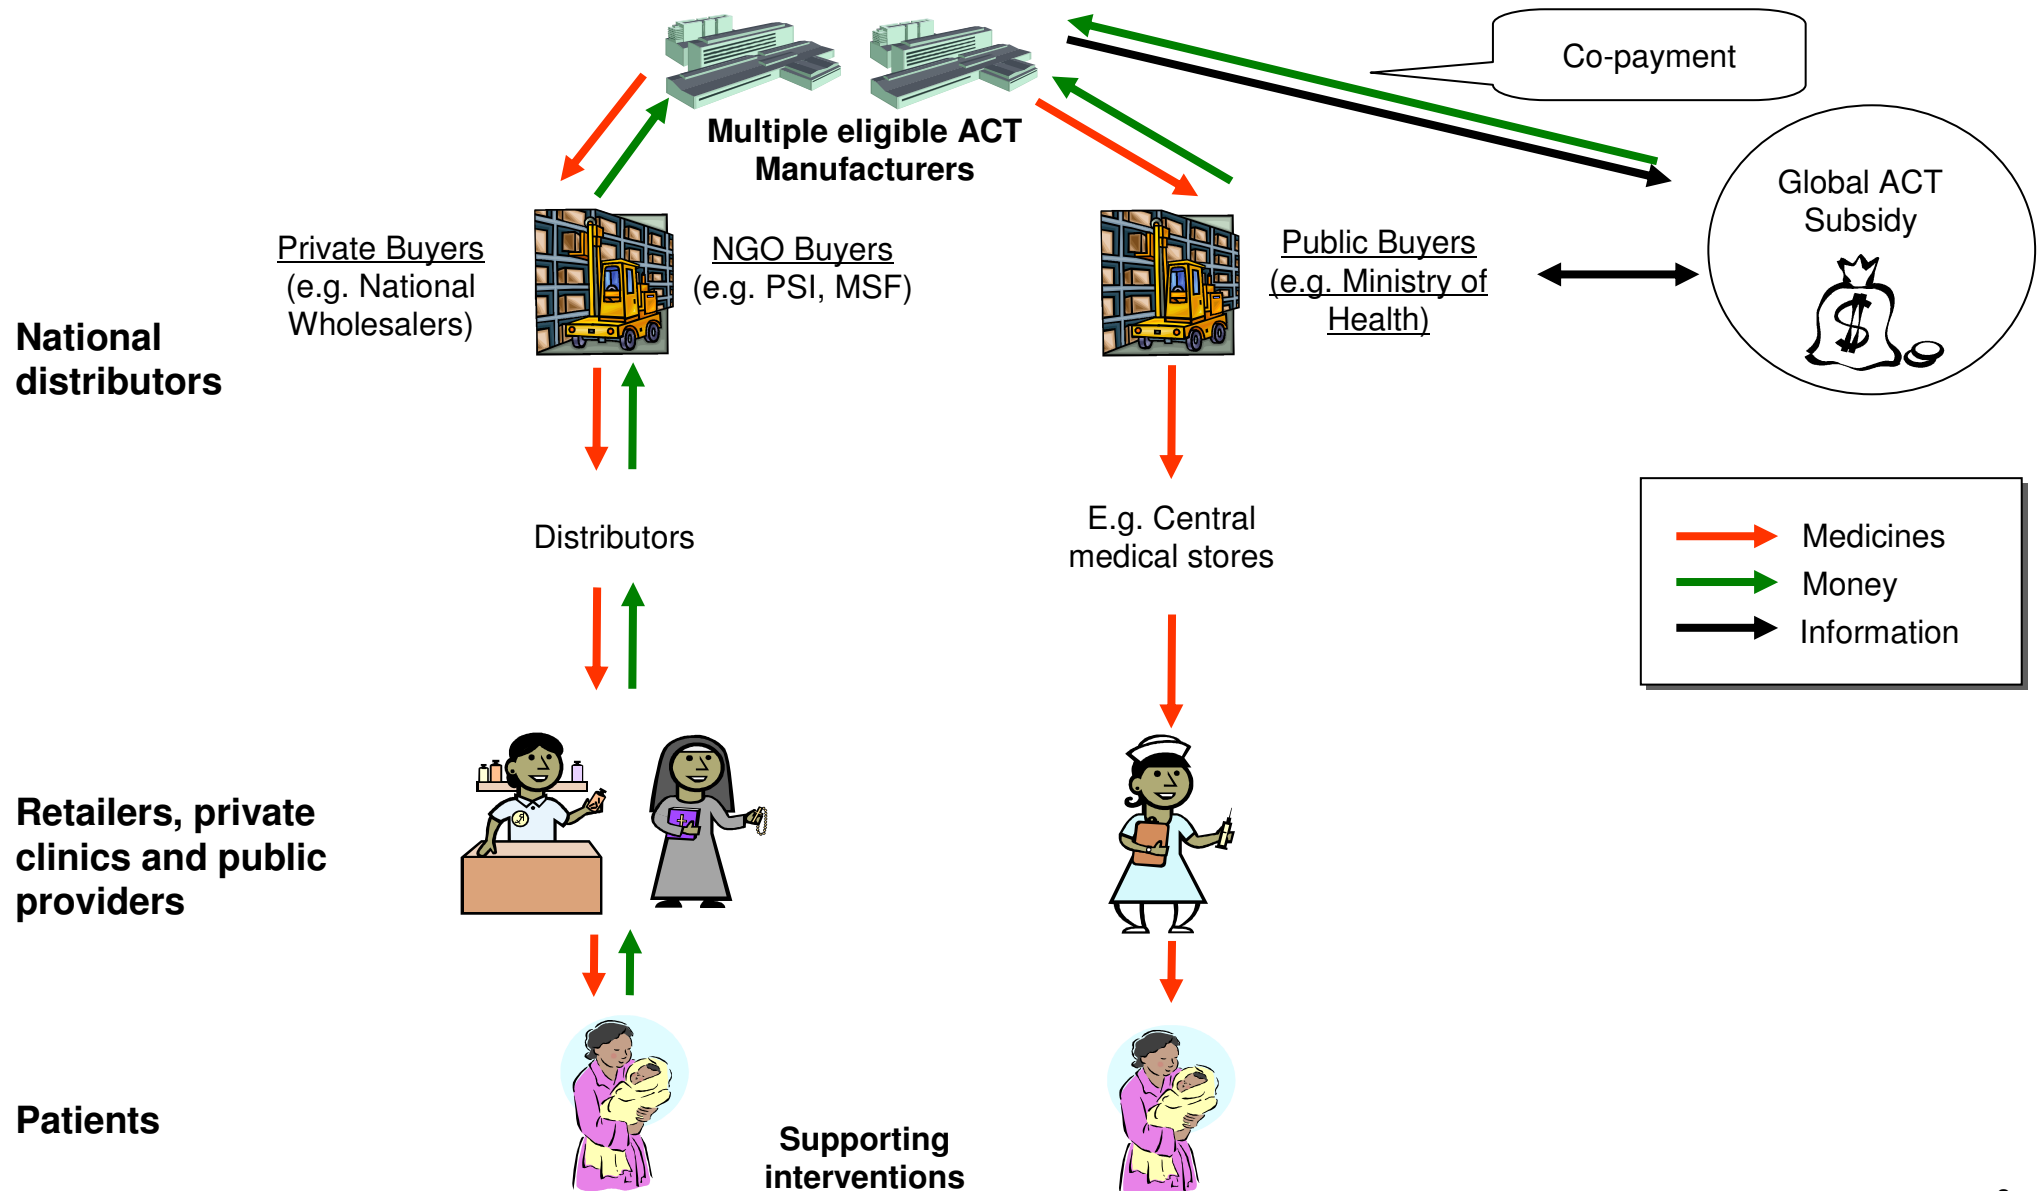 Co-payment
Multiple eligible ACT
Manufacturers
Global ACT
Subsidy
Private Buyers
(e.g. National
Wholesalers)
NGO Buyers
(e.g. PSI, MSF)
Public Buyers
(e.g. Ministry of
Health)
National
distributors
Distributors
E.g. Central
medical stores
Medicines
Money
Information
Retailers, private
clinics and public
providers
Patients
Supporting
interventions